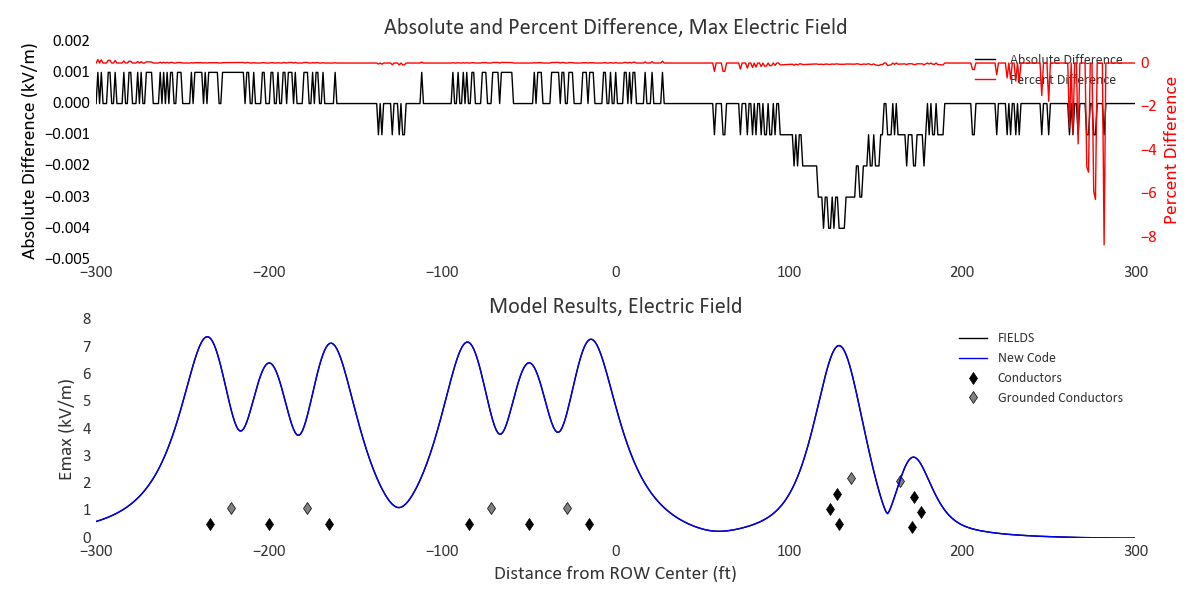 Absolute and Percent Difference, Max Electric Field
0.002
0.001
0.000
−0.001
−0.002
−0.003
−0.004
−0.005
Absolute Difference (kV/m)
Absolute Difference
Percent Difference
0
−2
−4
−6
−8
Percent Difference
−300 −200 −100 0 100 200 300
Model Results, Electric Field
8
7
6
5
4
3
2
1
0
Emax (kV/m)
FIELDS
New Code
Conductors
Grounded Conductors
−300 −200 −100 0 100 200 300
Distance from ROW Center (ft)